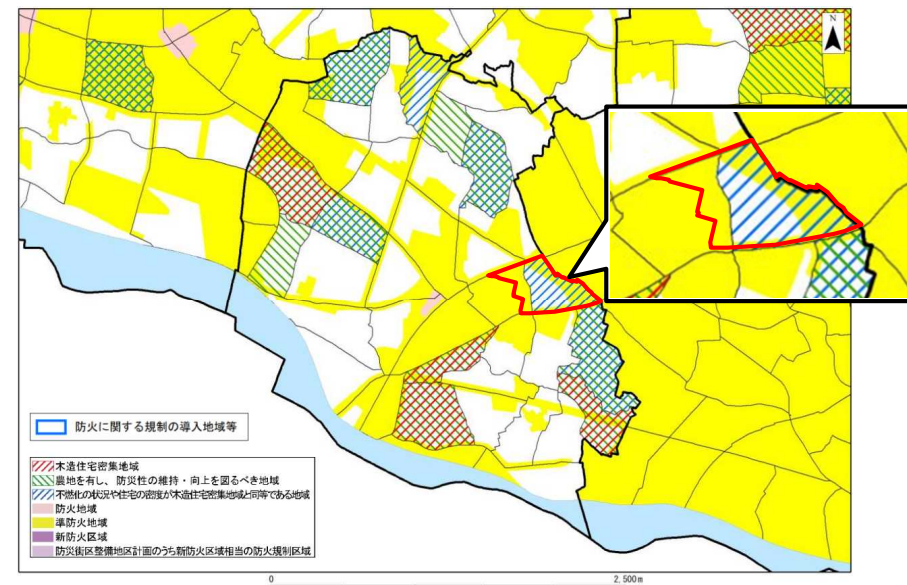 N
防火に関する規制の導入地域等
木造住宅密集地域
農地を有し、防災性の維持・向上を図るべき地域
不燃化の状況や住宅の密度が木造住宅密集地域と同等である地域
防火地域
準防火地域
新防火区域
防災街区整備地区計画のうち新防火区域相当の防火規制区域
0 2,500m